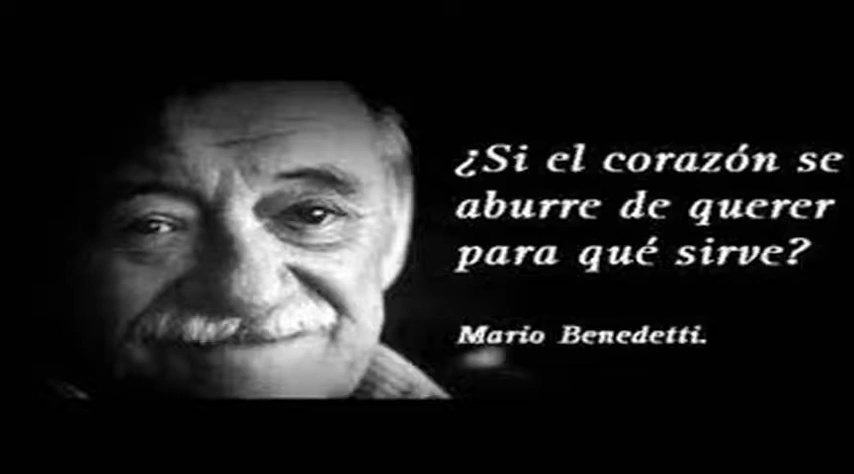 ¿Si el corazón se
aburre de querer
para qué sirve?
Mario Benedetti.